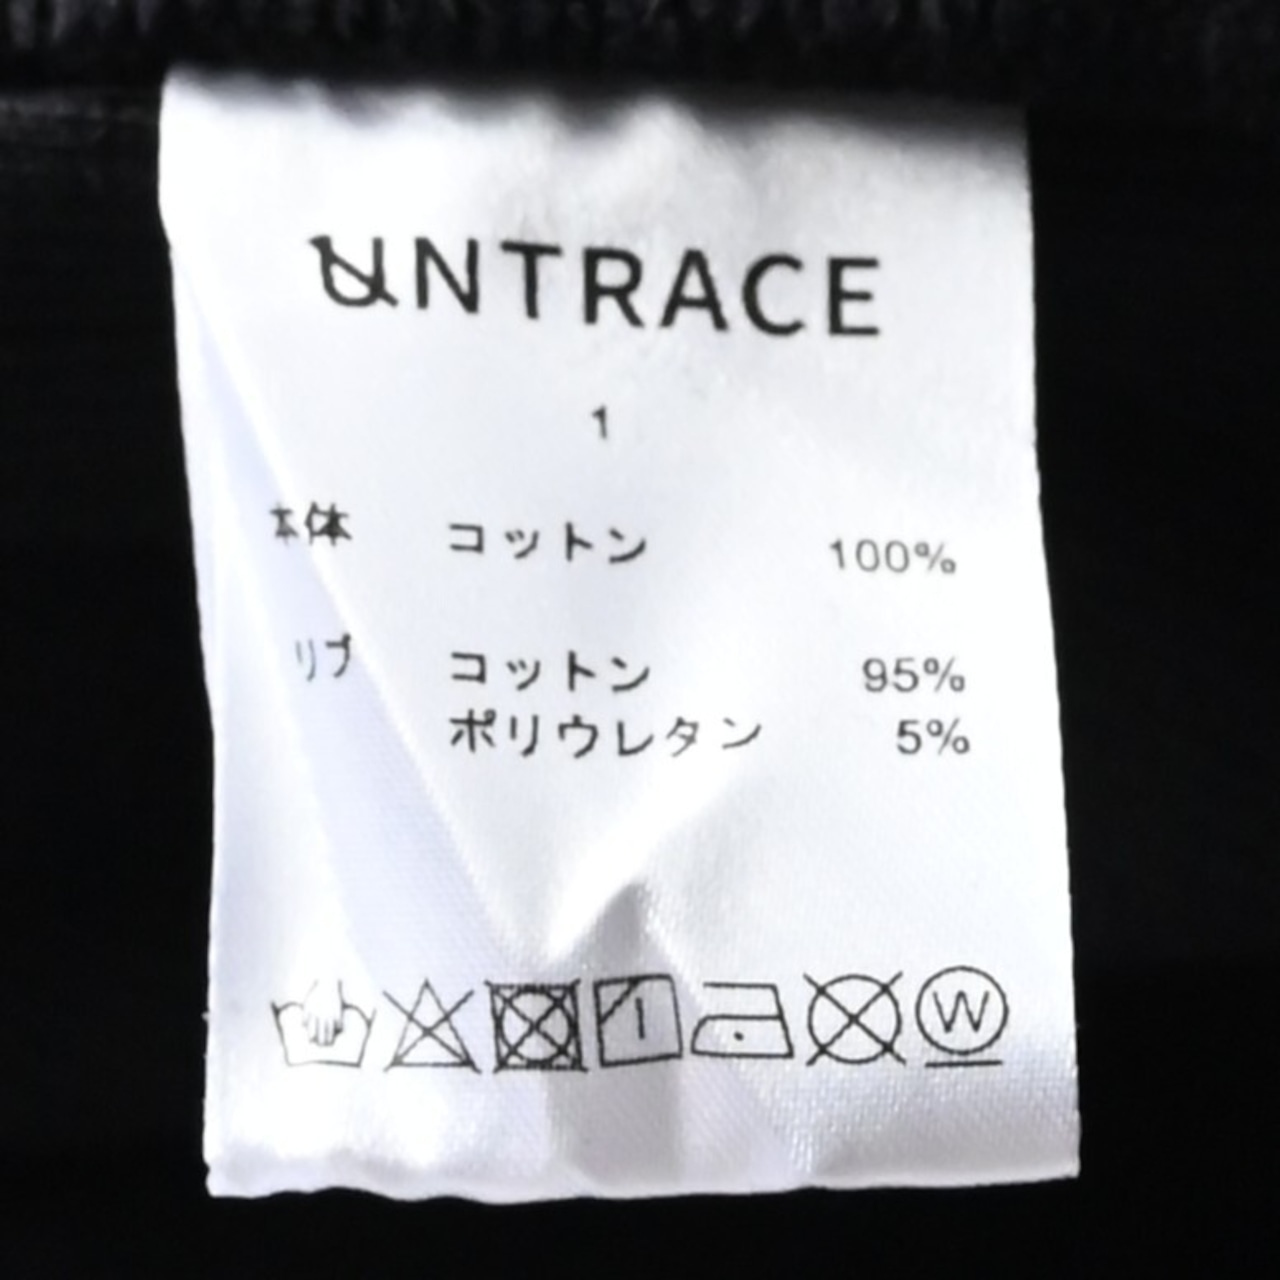 UNTRACE
1
本体 コットン 100%
リブ コットン 95%
ポリウレタン 5%
W